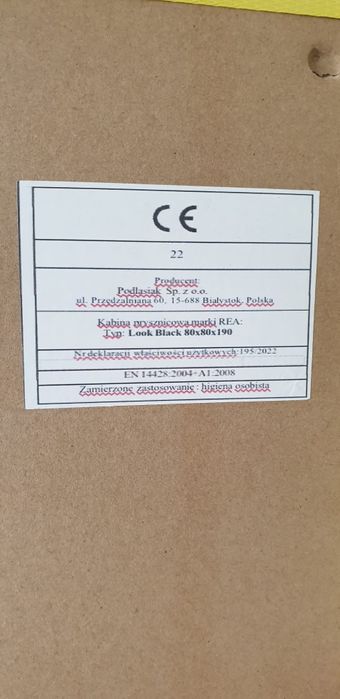 CE
22
Producent:
Podlasiak Sp. z o.o.
ul. Przędzalniana 60, 15-688 Białystok, Polska
Kabina prysznicowa marki REA:
Typ: Look Black 80x80x190
Nr deklaracji właściwości użytkowych:195/2022
EN 14428:2004+A1:2008
Zamierzone zastosowanie : higiena osobista